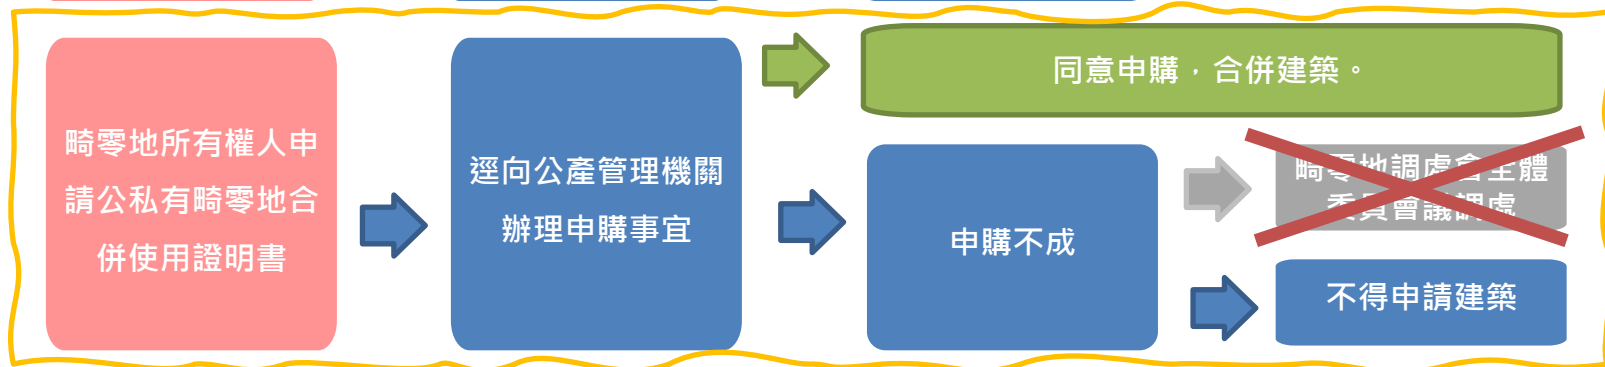 畸零地所有權人申
請公私有畸零地合
併使用證明書
逕向公產管理機關
辦理申購事宜
同意申購，合併建築。
申購不成
畸零地調處會全體
委員會議調處
不得申請建築